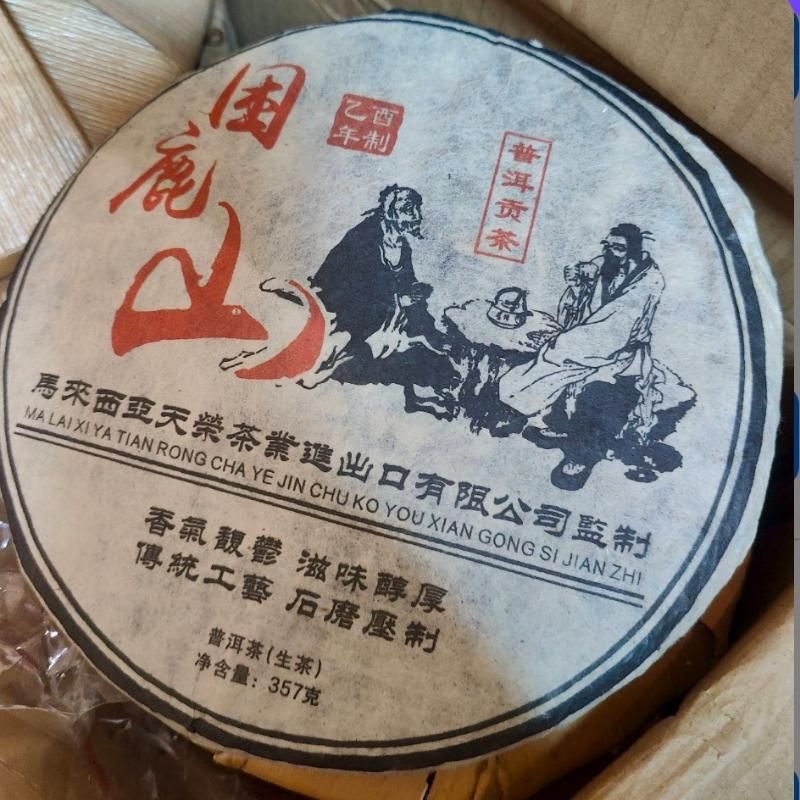 困鹿山
乙酉
年制
普洱贡茶
馬來西亞天榮茶業進出口有限公司監制
MA LAI XI YA TIAN RONG CHA YE JIN CHU KO YOU XIAN GONG SI JIAN ZHI
香氣馥鬱 滋味醇厚
傳統工藝 石磨壓制
普洱茶(生茶)
净含量：357克